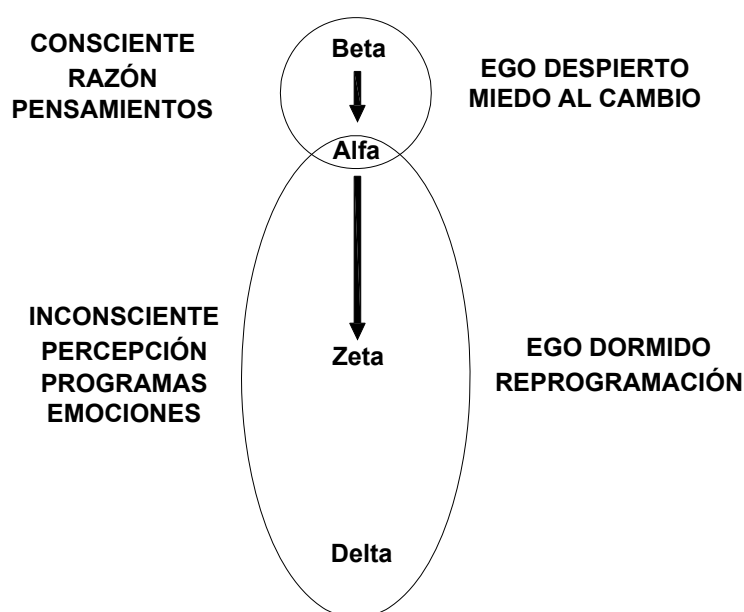 CONSCIENTE
RAZÓN
PENSAMIENTOS
Beta
EGO DESPIERTO
MIEDO AL CAMBIO
Alfa
INCONSCIENTE
PERCEPCIÓN
PROGRAMAS
EMOCIONES
Zeta
EGO DORMIDO
REPROGRAMACIÓN
Delta